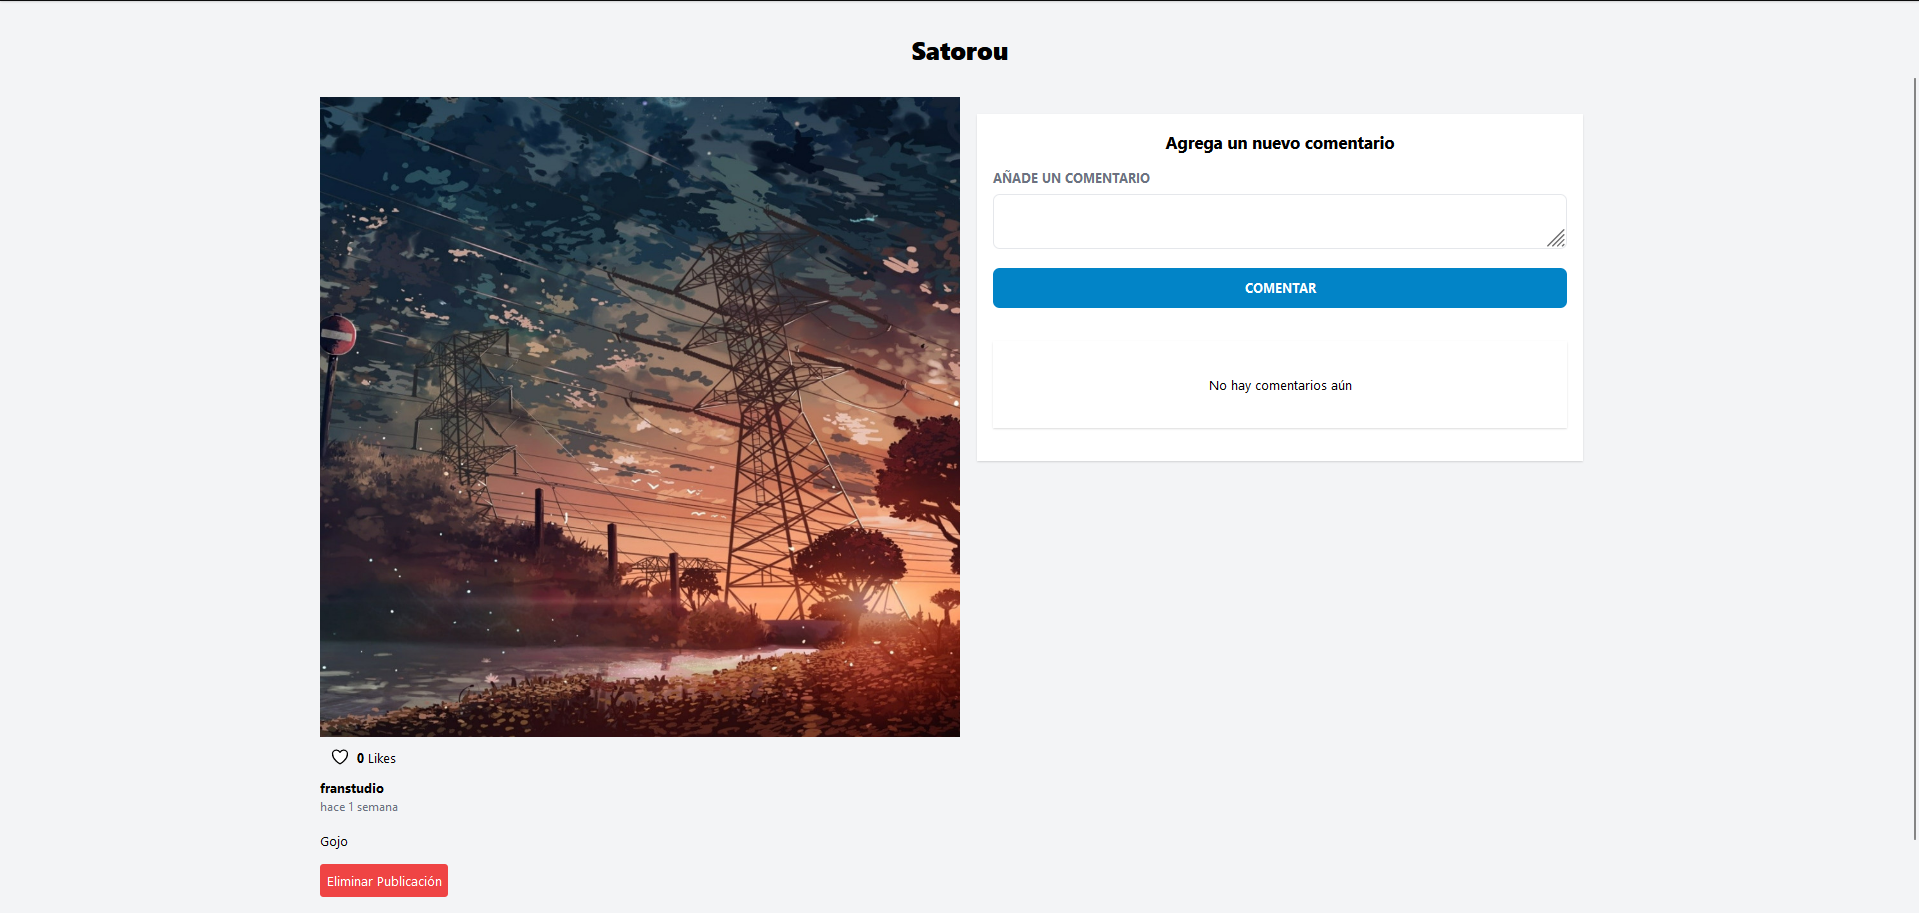 Satorou
Agrega un nuevo comentario
AÑADE UN COMENTARIO
COMENTAR
No hay comentarios aún
0 Likes
franstudio
hace 1 semana
Gojo
Eliminar Publicación